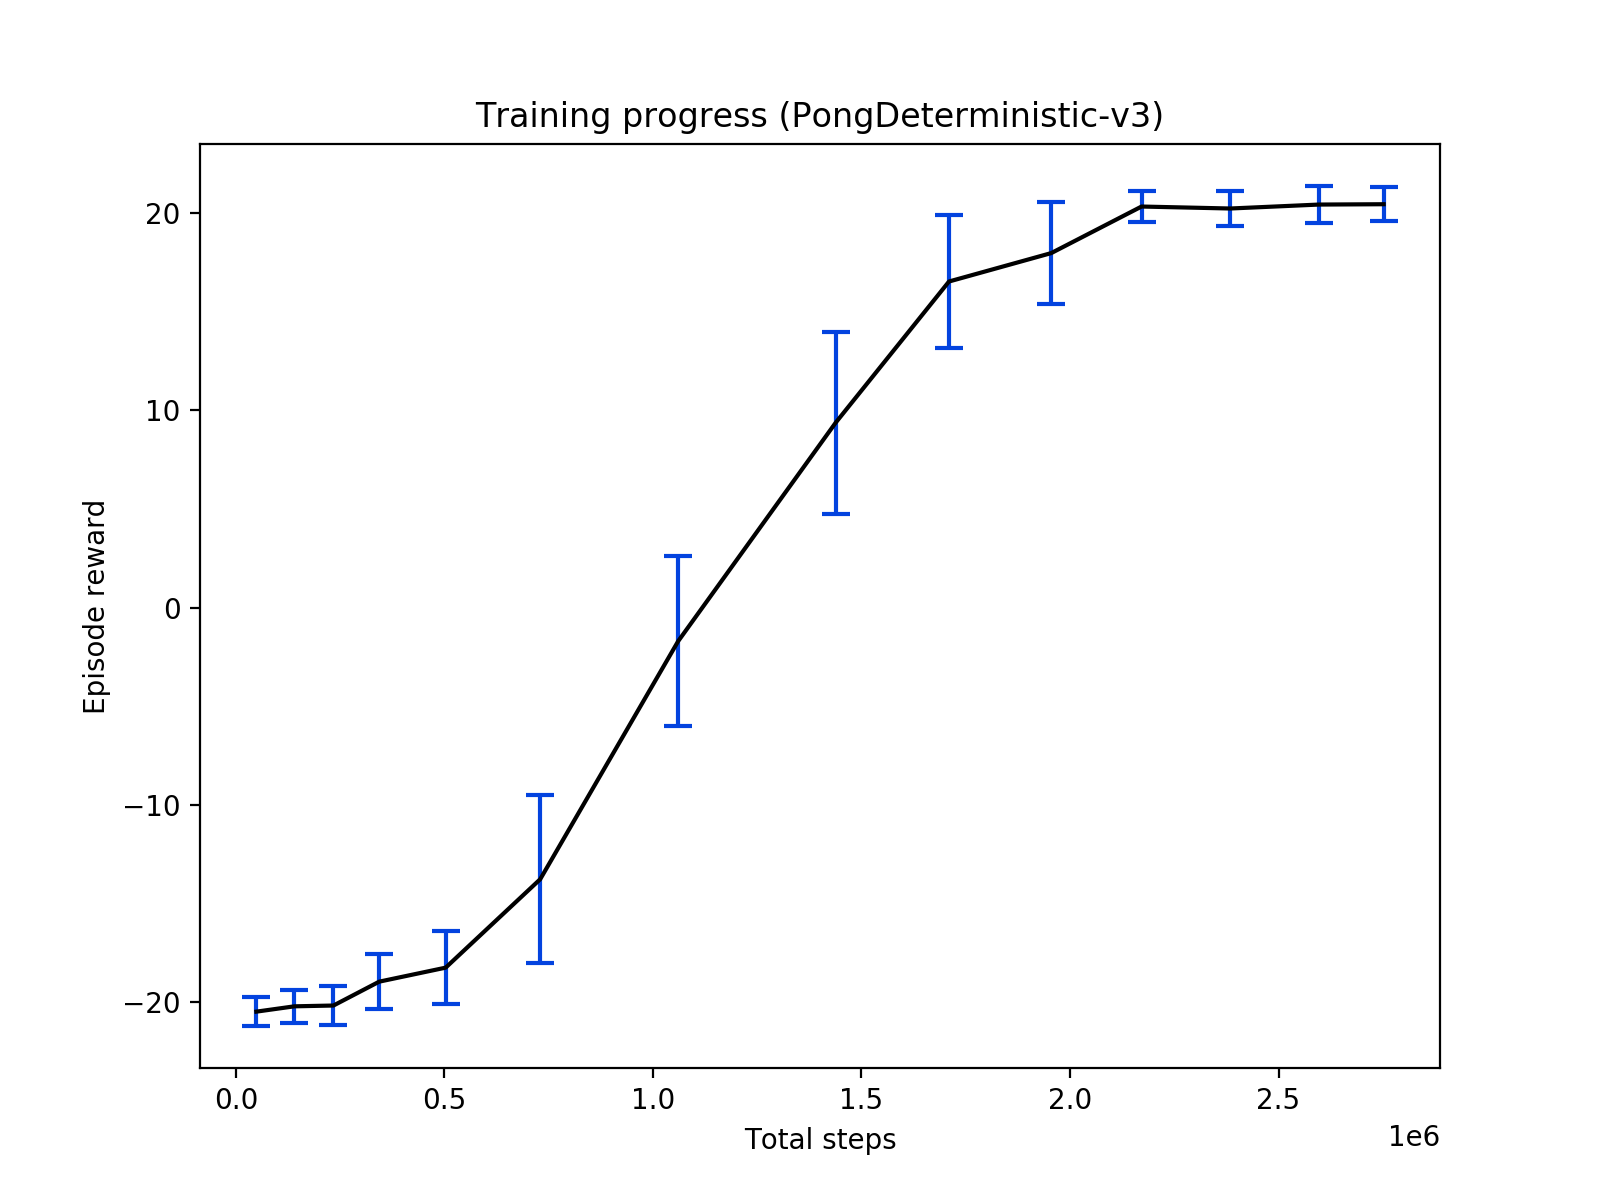 Training progress (PongDeterministic-v3)
20
10
0
−10
−20
Episode reward
0.0 0.5 1.0 1.5 2.0 2.5
Total steps
1e6